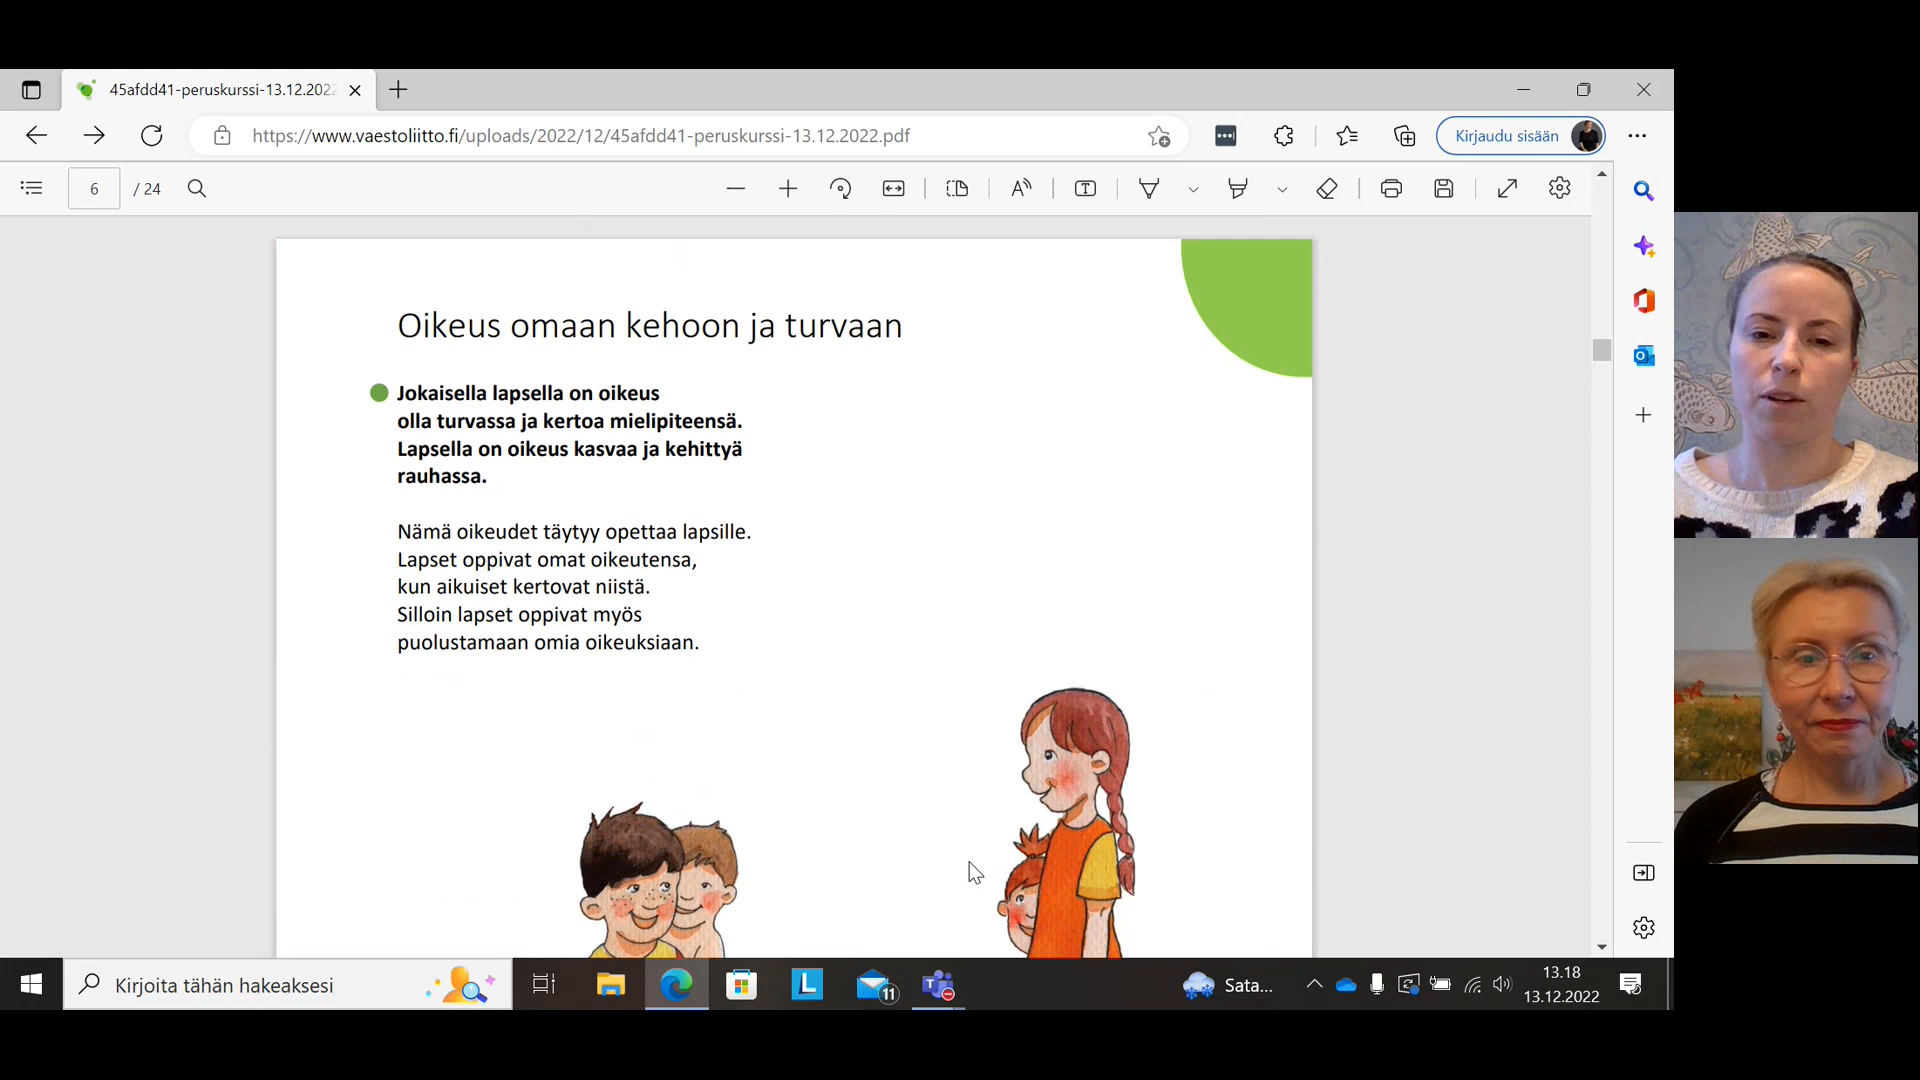 45afdd41-peruskurssi-13.12.2022
https://www.vaestoliitto.fi/uploads/2022/12/45afdd41-peruskurssi-13.12.2022.pdf
Kirjaudu sisään
6 / 24
Oikeus omaan kehoon ja turvaan
Jokaisella lapsella on oikeus
olla turvassa ja kertoa mielipiteensä.
Lapsella on oikeus kasvaa ja kehittyä
rauhassa.
Nämä oikeudet täytyy opettaa lapsille.
Lapset oppivat omat oikeutensa,
kun aikuiset kertovat niistä.
Silloin lapset oppivat myös
puolustamaan omia oikeuksiaan.
Kirjoita tähän hakeaksesi
L
11
Sata...
13.18
13.12.2022